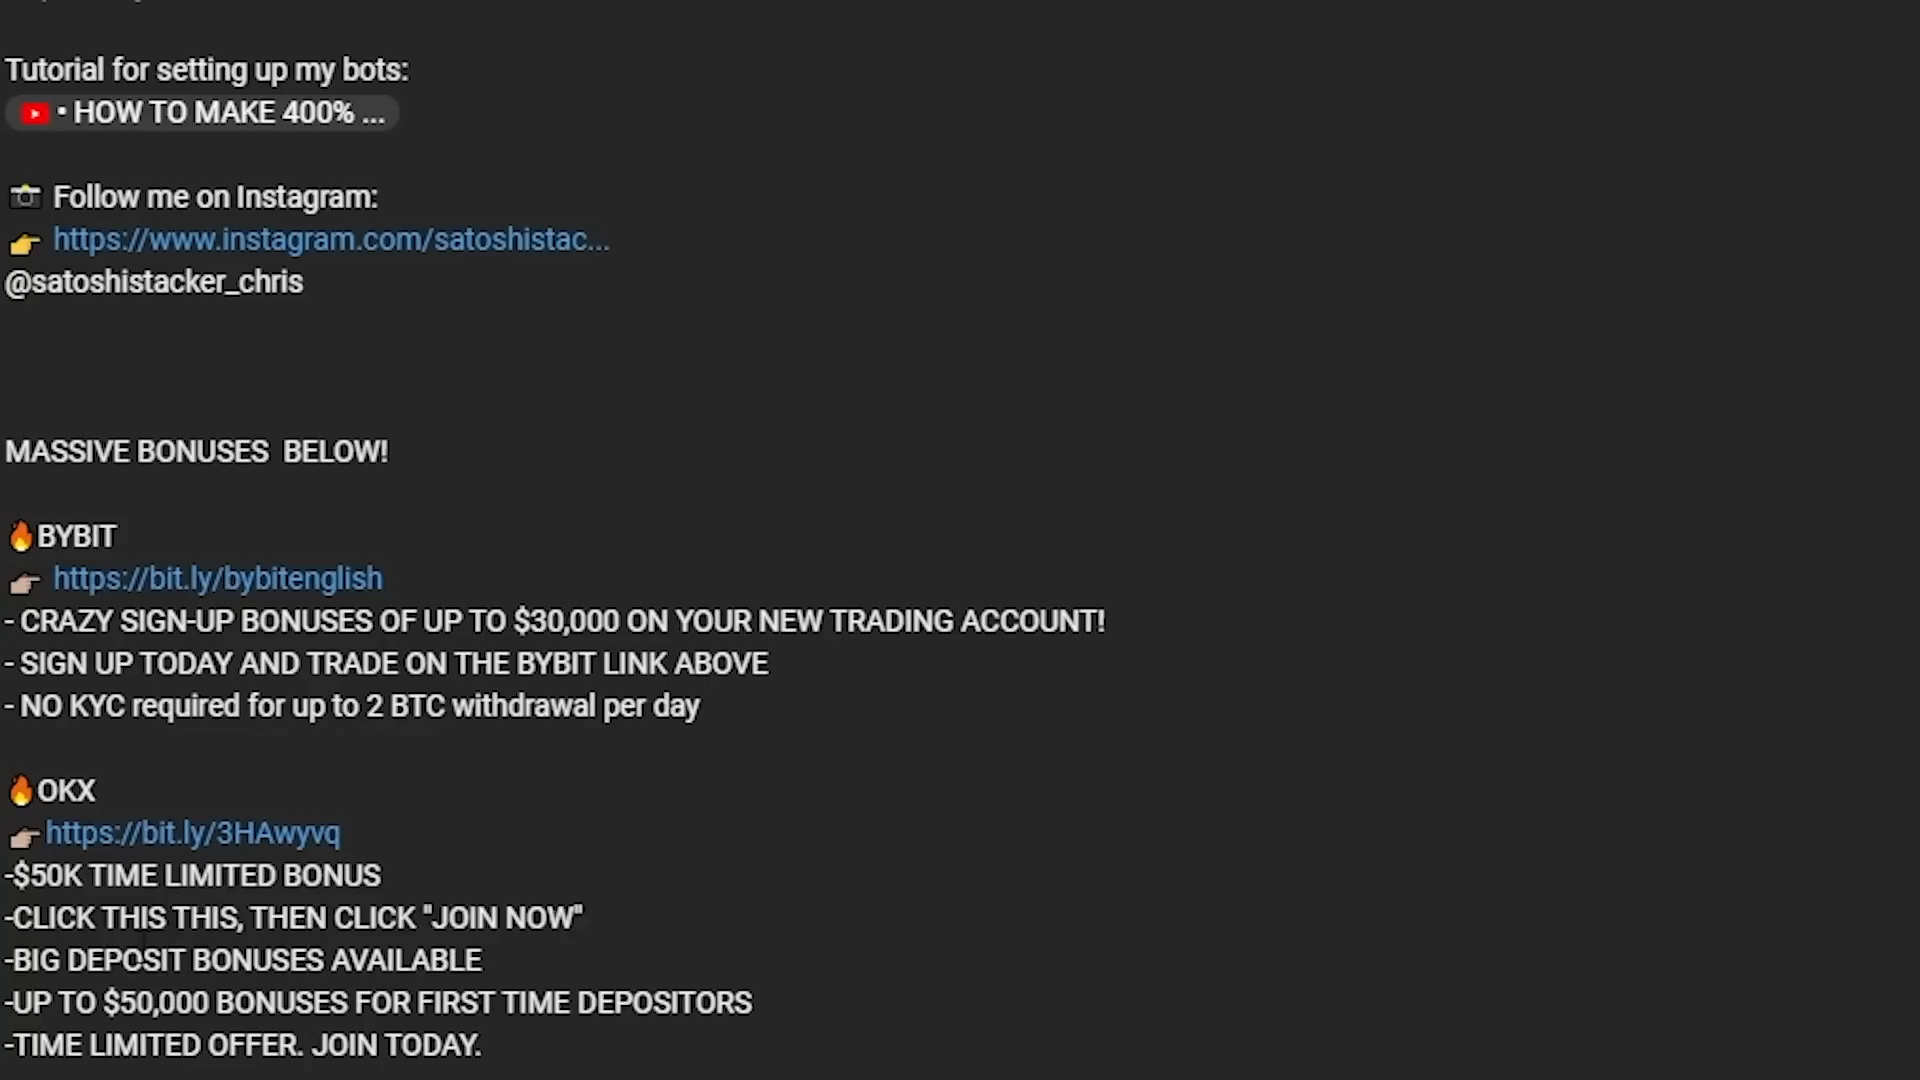 Tutorial for setting up my bots:
• HOW TO MAKE 400% ...
Follow me on Instagram:
https://www.instagram.com/satoshistac...
@satoshistacker_chris
MASSIVE BONUSES BELOW!
BYBIT
https://bit.ly/bybitenglish
- CRAZY SIGN-UP BONUSES OF UP TO $30,000 ON YOUR NEW TRADING ACCOUNT!
- SIGN UP TODAY AND TRADE ON THE BYBIT LINK ABOVE
- NO KYC required for up to 2 BTC withdrawal per day
OKX
https://bit.ly/3HAwyvq
-$50K TIME LIMITED BONUS
-CLICK THIS THIS, THEN CLICK "JOIN NOW"
-BIG DEPOSIT BONUSES AVAILABLE
-UP TO $50,000 BONUSES FOR FIRST TIME DEPOSITORS
-TIME LIMITED OFFER. JOIN TODAY.